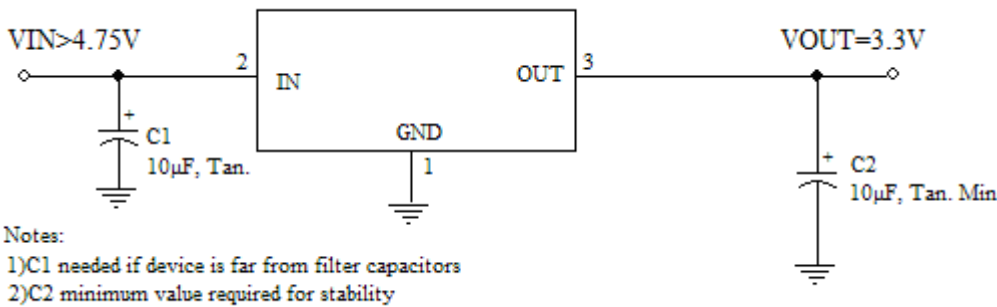 VIN>4.75V
VOUT=3.3V
2
IN
OUT
3
GND
1
+
C1
10µF, Tan.
+
C2
10µF, Tan. Min
Notes:
1)C1 needed if device is far from filter capacitors
2)C2 minimum value required for stability